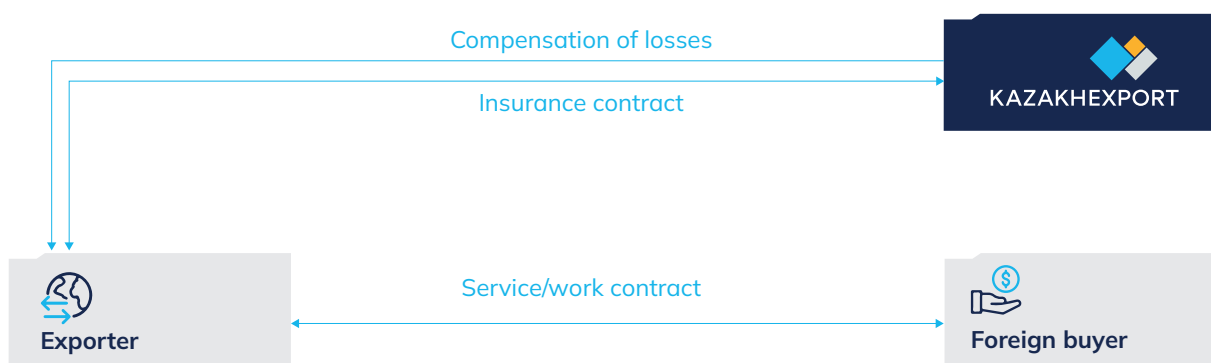 Compensation of losses
Insurance contract
KAZAKHEXPORT
Service/work contract
$
Exporter
Foreign buyer